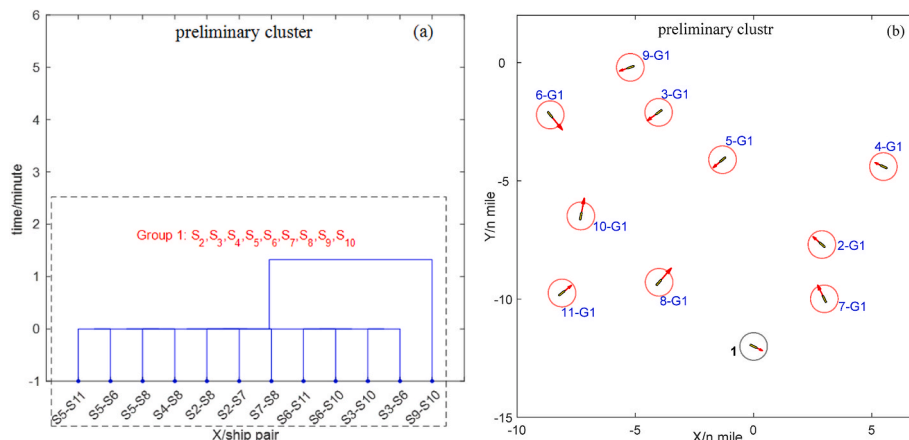 preliminary cluster
(a)
6
5
4
3
2
1
0
-1
time/minute
Group 1: S2,S3,S4,S5,S6,S7,S8,S9,S10
S5-S11
S5-S6
S5-S8
S4-S8
S2-S8
S2-S7
S7-S8
S6-S11
S6-S10
S3-S10
S3-S6
S9-S10
X/ship pair
preliminary clustr
(b)
0
-5
-10
-15
Y/n mile
9-G1
6-G1
3-G1
5-G1
4-G1
10-G1
2-G1
11-G1
8-G1
7-G1
1
-10
-5
0
5
X/n mile